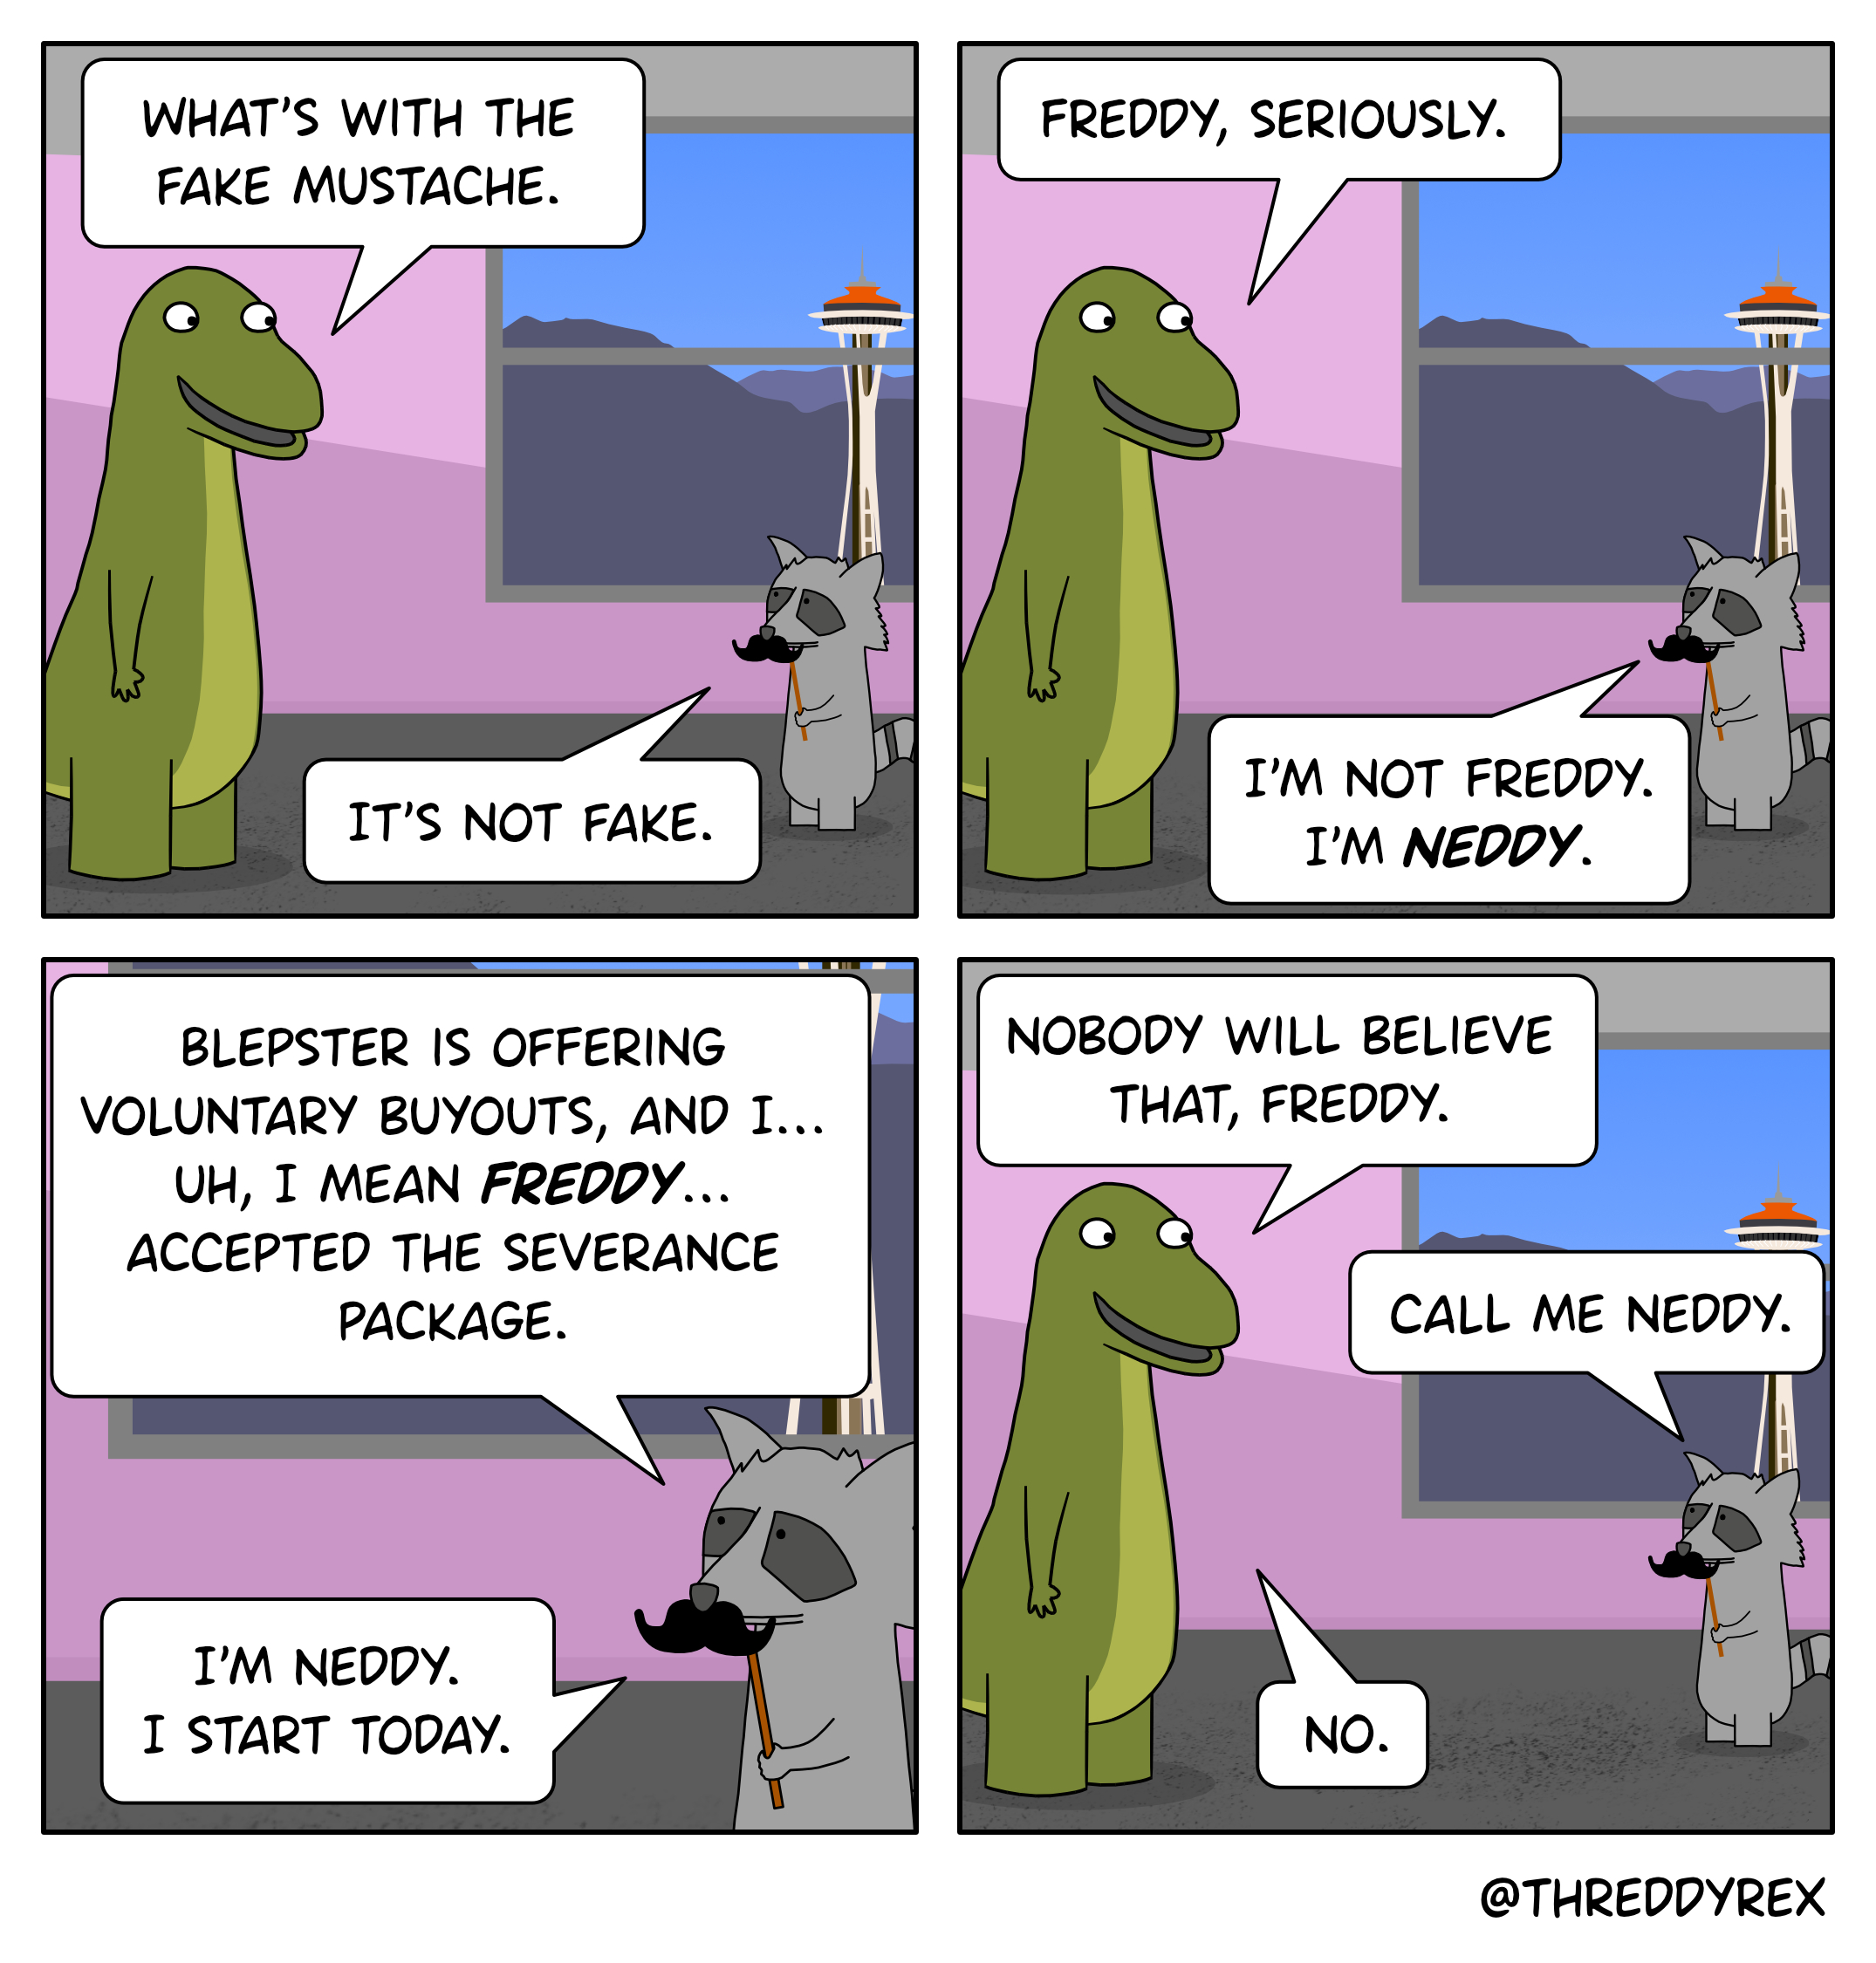 WHAT'S WITH THE
FAKE MUSTACHE.
IT'S NOT FAKE.
FREDDY, SERIOUSLY.
I'M NOT FREDDY.
I'M NEDDY.
BLEPSTER IS OFFERING
VOLUNTARY BUYOUTS, AND I...
UH, I MEAN FREDDY...
ACCEPTED THE SEVERANCE
PACKAGE.
I'M NEDDY.
I START TODAY.
NOBODY WILL BELIEVE
THAT, FREDDY.
CALL ME NEDDY.
NO.
@THREDDYREX